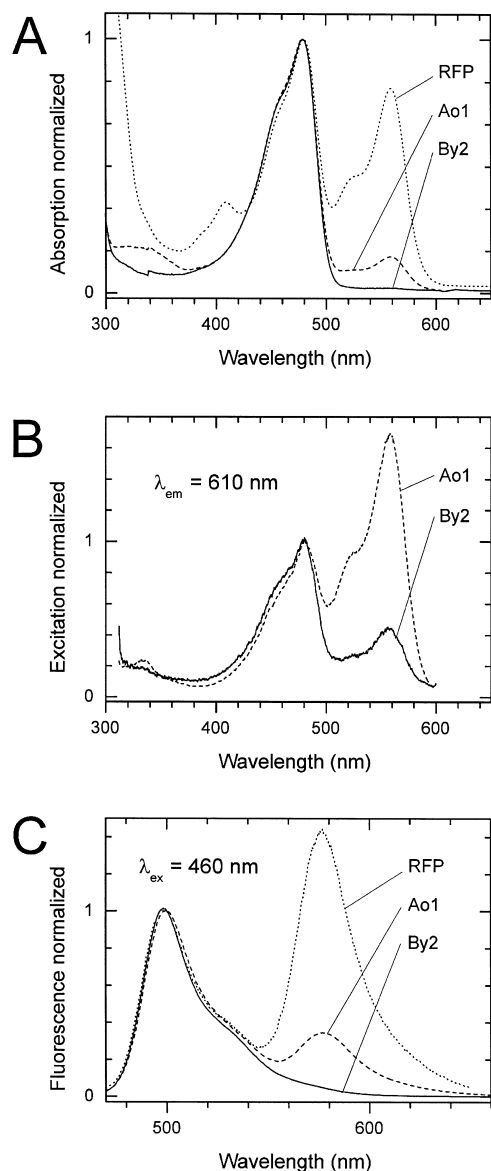 A
Absorption normalized
1
0
RFP
Ao1
By2
300
400
500
600
Wavelength (nm)
B
Excitation normalized
1
0
λem = 610 nm
Ao1
By2
300
400
500
600
Wavelength (nm)
C
Fluorescence normalized
1
0
λex = 460 nm
RFP
Ao1
By2
500
600
Wavelength (nm)